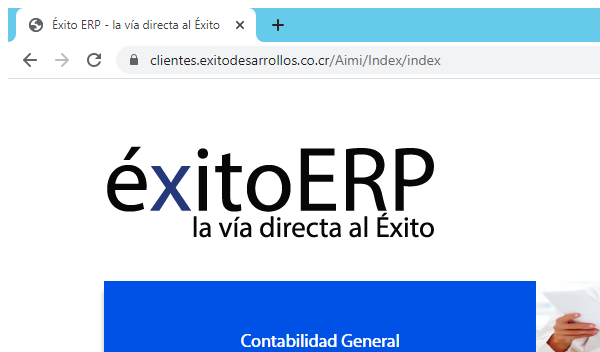 Éxito ERP - la vía directa al Éxito
clientes.exitodesarrollos.co.cr/Aimi/Index/index
éxitoERP
la vía directa al Éxito
Contabilidad General